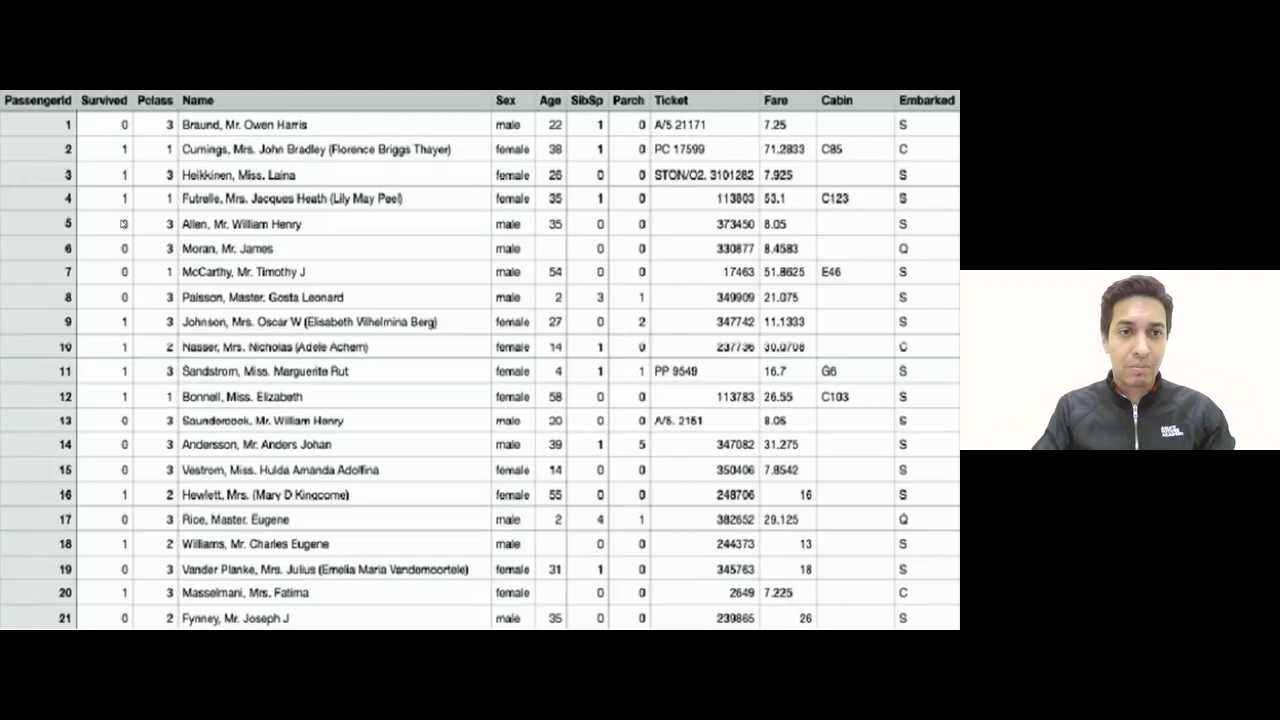 PassengerId Survived Pclass Name Sex Age SibSp Parch Ticket Fare Cabin Embarked
1 0 3 Braund, Mr. Owen Harris male 22 1 0 A/5 21171 7.25 S
2 1 1 Cumings, Mrs. John Bradley (Florence Briggs Thayer) female 38 1 0 PC 17599 71.2833 C85 C
3 1 3 Heikkinen, Miss. Laina female 26 0 0 STON/O2. 3101282 7.925 S
4 1 1 Futrelle, Mrs. Jacques Heath (Lily May Peel) female 35 1 0 113803 53.1 C123 S
5 0 3 Allen, Mr. William Henry male 35 0 0 373450 8.05 S
6 0 3 Moran, Mr. James male 0 0 330877 8.4583 Q
7 0 1 McCarthy, Mr. Timothy J male 54 0 0 17463 51.8625 E46 S
8 0 3 Palsson, Master. Gosta Leonard male 2 3 1 349909 21.075 S
9 1 3 Johnson, Mrs. Oscar W (Elisabeth Vilhelmina Berg) female 27 0 2 347742 11.1333 S
10 1 2 Nasser, Mrs. Nicholas (Adele Achem) female 14 1 0 237736 30.0708 C
11 1 3 Sandstrom, Miss. Marguerite Rut female 4 1 1 PP 9549 16.7 G6 S
12 1 1 Bonnell, Miss. Elizabeth female 58 0 0 113783 26.55 C103 S
13 0 3 Saundercock, Mr. William Henry male 20 0 0 A/5. 2151 8.05 S
14 0 3 Andersson, Mr. Anders Johan male 39 1 5 347082 31.275 S
15 0 3 Vestrom, Miss. Hulda Amanda Adolfina female 14 0 0 350406 7.8542 S
16 1 2 Hewlett, Mrs. (Mary D Kingcome) female 55 0 0 248706 16 S
17 0 3 Rice, Master. Eugene male 2 4 1 382652 29.125 Q
18 1 2 Williams, Mr. Charles Eugene male 0 0 244373 13 S
19 0 3 Vander Planke, Mrs. Julius (Emelia Maria Vandemoortele) female 31 1 0 345763 18 S
20 1 3 Masselmani, Mrs. Fatima female 0 0 2649 7.225 C
21 0 2 Fynney, Mr. Joseph J male 35 0 0 239865 26 S